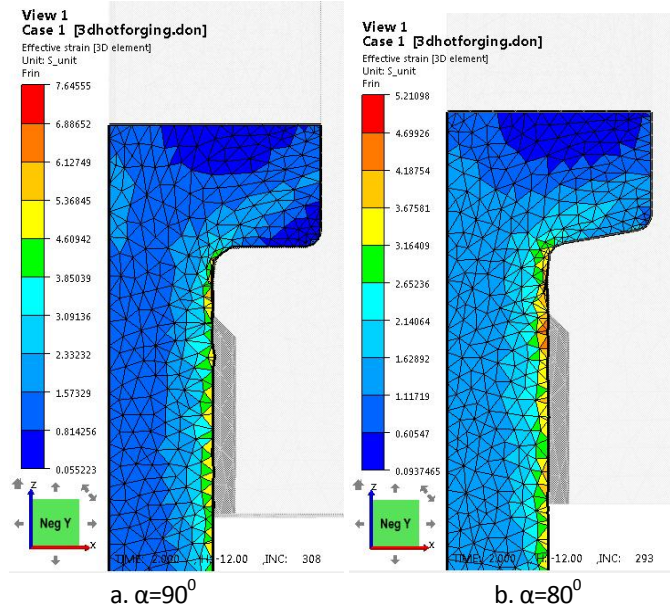 View 1
Case 1 [3dhotforging.don]
Effective strain [3D element]
Unit: S_unit
Frin
7.64555
6.88652
6.12749
5.36845
4.60942
3.85039
3.09136
2.33232
1.57329
0.814256
0.055223
z
Neg Y
x
TIME: 2.000 H:-12.00 ,INC: 308
a. α=90⁰
View 1
Case 1 [3dhotforging.don]
Effective strain [3D element]
Unit: S_unit
Frin
5.21098
4.69926
4.18754
3.67581
3.16409
2.65236
2.14064
1.62892
1.11719
0.60547
0.0937465
z
Neg Y
x
2.000 H:-12.00 ,INC: 293
b. α=80⁰